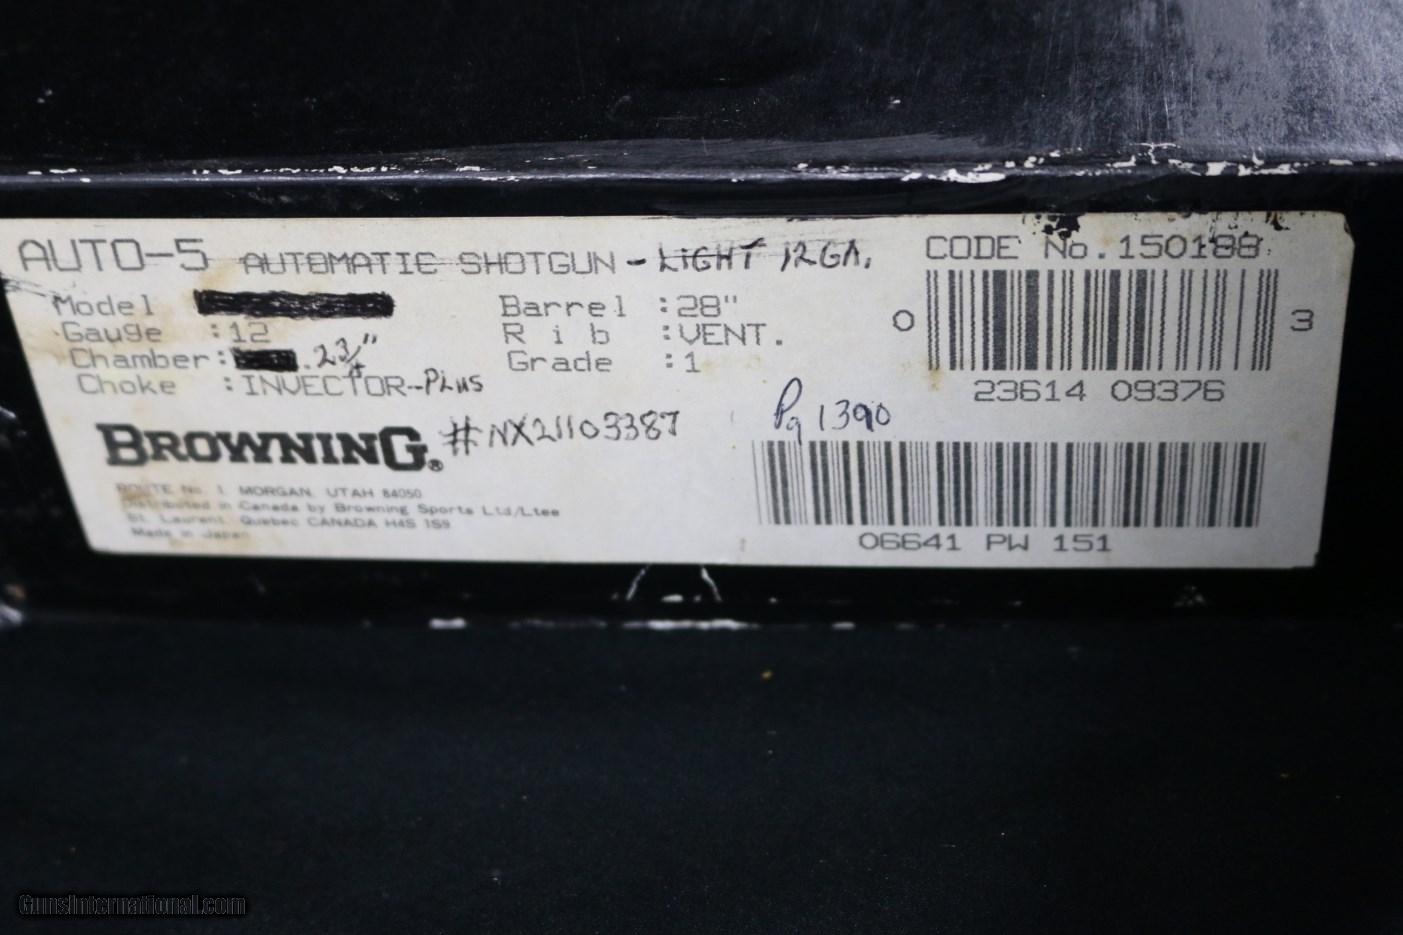 AUTO-5 AUTOMATIC SHOTGUN - LIGHT 12GA.
CODE No.150188
Model
Barrel :28"
Gauge :12
R i b :VENT.
Chamber: 2 3/4"
Grade :1
Choke :INVECTOR-PLUS
0 3
23614 09376
BROWNING® #NX21103387
Pg 1390
ROUTE No. 1, MORGAN, UTAH 84050
Distributed in Canada by Browning Sports Ltd/Ltee
St. Laurent, Quebec CANADA H4S 1S9
Made in Japan
06641 PW 151
GunsInternational.com